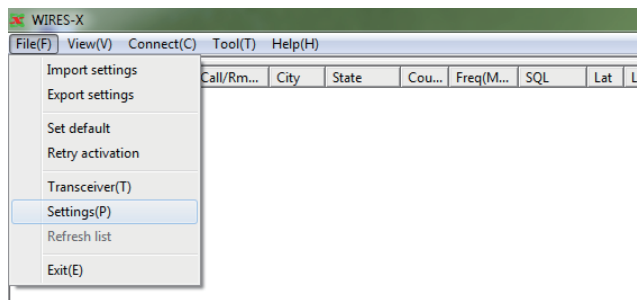 WIRES-X
File(F) View(V) Connect(C) Tool(T) Help(H)
Call/Rm... City State Cou... Freq(M... SQL Lat L
Import settings
Export settings
Set default
Retry activation
Transceiver(T)
Settings(P)
Refresh list
Exit(E)